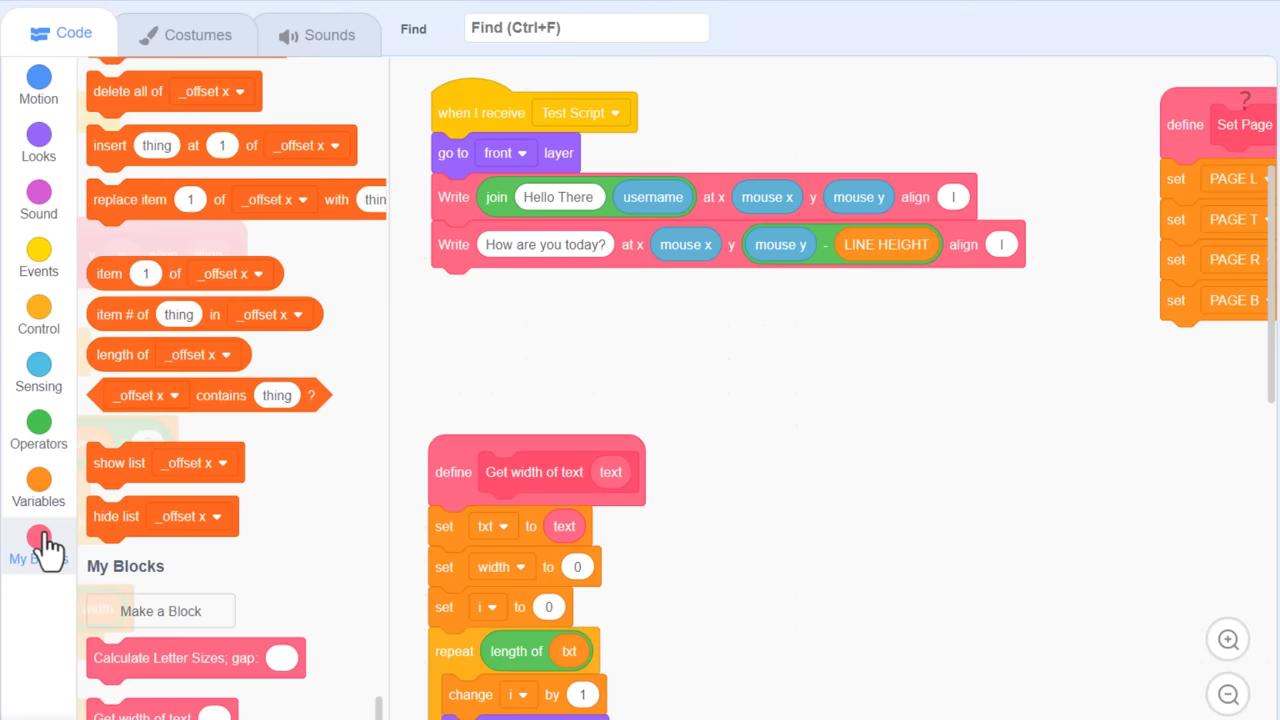 Code
Costumes
Sounds
Find
Find (Ctrl+F)
Motion
Looks
Sound
Events
Control
Sensing
Operators
Variables
My B
delete all of _offset x
insert thing at 1 of _offset x
replace item 1 of _offset x with thin
item 1 of _offset x
item # of thing in _offset x
length of _offset x
_offset x contains thing ?
show list _offset x
hide list _offset x
My Blocks
Make a Block
Calculate Letter Sizes; gap:
Get width of text
when I receive Test Script
go to front layer
Write join Hello There username at x mouse x y mouse y align l
Write How are you today? at x mouse x y mouse y - LINE HEIGHT align l
define Get width of text text
set txt to text
set width to 0
set i to 0
repeat length of txt
change i by 1
?
define Set Page
set PAGE L
set PAGE T
set PAGE R
set PAGE B